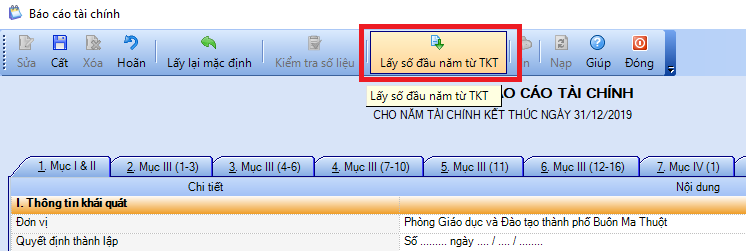 Báo cáo tài chính
Sửa Cất Xóa Hoãn Lấy lại mặc định Kiểm tra số liệu Lấy số đầu năm từ TKT Nạp Giúp Đóng
Lấy số đầu năm từ TKT
ÁO CÁO TÀI CHÍNH
CHO NĂM TÀI CHÍNH KẾT THÚC NGÀY 31/12/2019
1. Mục I & II 2. Mục III (1-3) 3. Mục III (4-6) 4. Mục III (7-10) 5. Mục III (11) 6. Mục III (12-16) 7. Mục IV (1)
Chi tiết Nội dung
I. Thông tin khái quát
Đơn vị Phòng Giáo dục và Đào tạo thành phố Buôn Ma Thuột
Quyết định thành lập Số ......... ngày .... / .... / ........